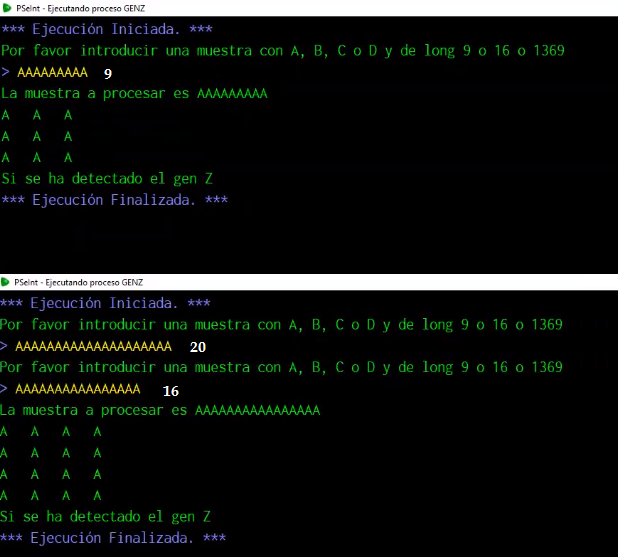 PSeInt - Ejecutando proceso GENZ
*** Ejecución Iniciada. ***
Por favor introducir una muestra con A, B, C o D y de long 9 o 16 o 1369
> AAAAAAAAA 9
La muestra a procesar es AAAAAAAAA
A A A
A A A
A A A
Si se ha detectado el gen Z
*** Ejecución Finalizada. ***
PSeInt - Ejecutando proceso GENZ
*** Ejecución Iniciada. ***
Por favor introducir una muestra con A, B, C o D y de long 9 o 16 o 1369
> AAAAAAAAAAAAAAAAAAAA 20
Por favor introducir una muestra con A, B, C o D y de long 9 o 16 o 1369
> AAAAAAAAAAAAAAAA 16
La muestra a procesar es AAAAAAAAAAAAAAAA
A A A A
A A A A
A A A A
A A A A
Si se ha detectado el gen Z
*** Ejecución Finalizada. ***